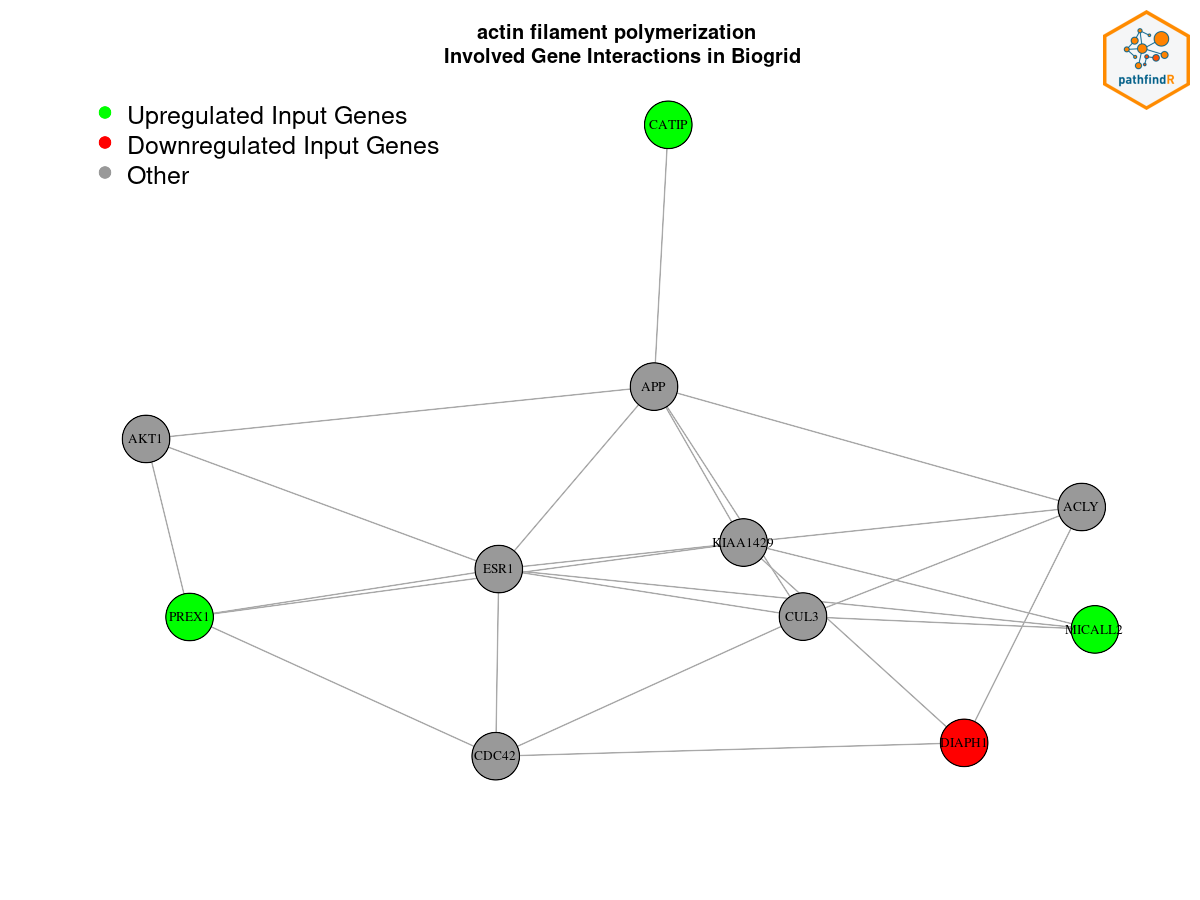 actin filament polymerization
Involved Gene Interactions in Biogrid
pathfindR
Upregulated Input Genes
Downregulated Input Genes
Other
CATIP
APP
AKT1
ACLY
KIAA1429
ESR1
PREX1
CUL3
MICALL2
DIAPH1
CDC42